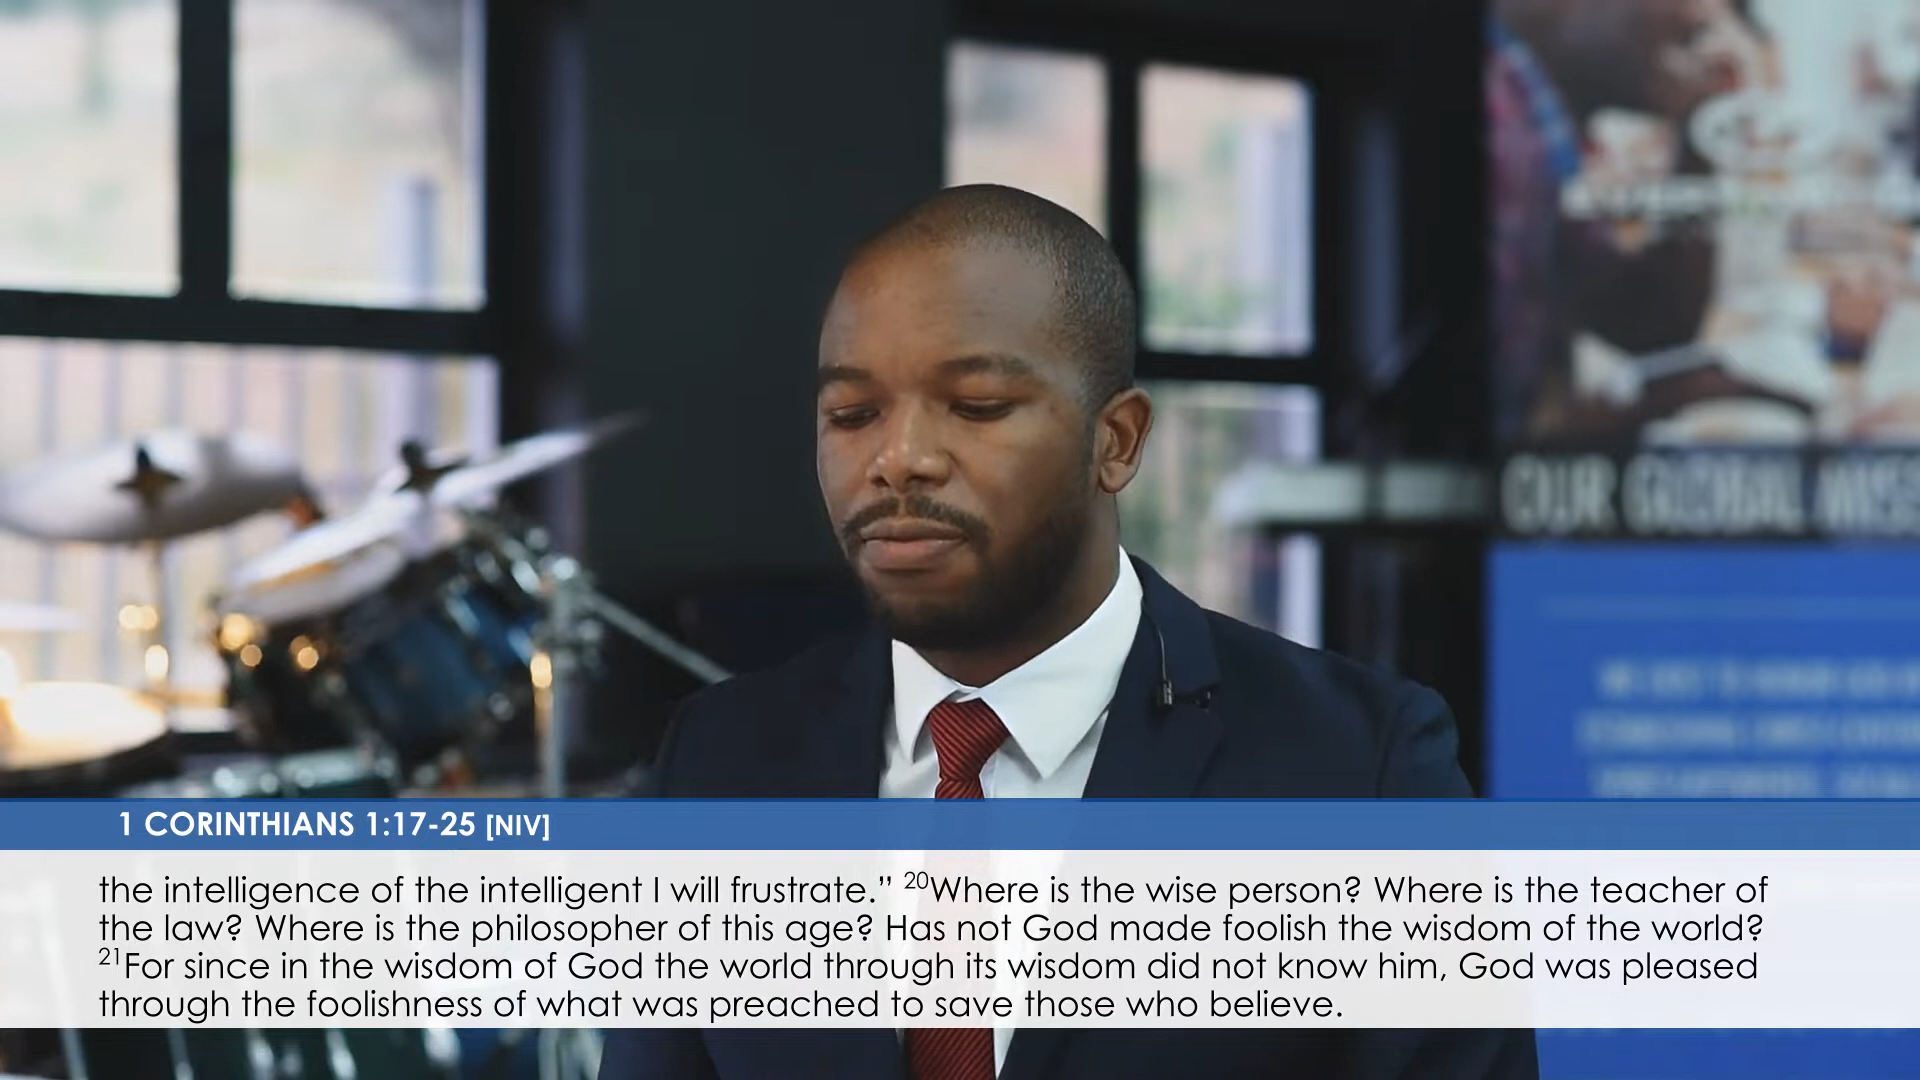 OUR GLOBAL MISS
1 CORINTHIANS 1:17-25 [NIV]
the intelligence of the intelligent I will frustrate.” ²⁰Where is the wise person? Where is the teacher of
the law? Where is the philosopher of this age? Has not God made foolish the wisdom of the world?
²¹For since in the wisdom of God the world through its wisdom did not know him, God was pleased
through the foolishness of what was preached to save those who believe.